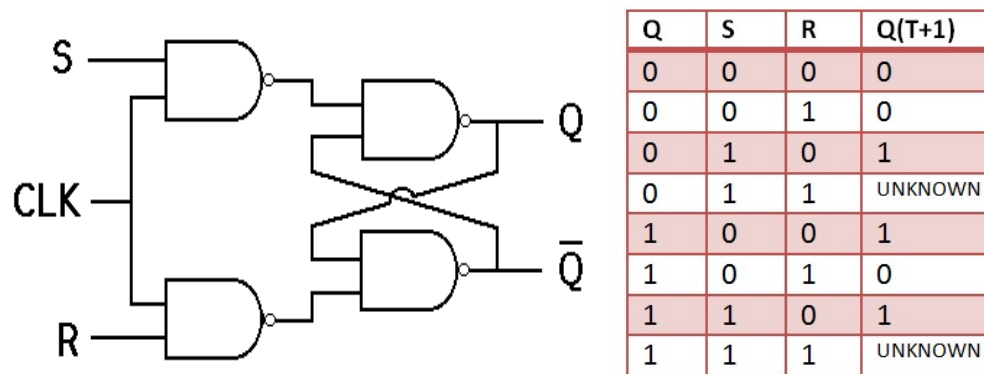 S
CLK
R
Q
Q̅
Q S R Q(T+1)
0 0 0 0
0 0 1 0
0 1 0 1
0 1 1 UNKNOWN
1 0 0 1
1 0 1 0
1 1 0 1
1 1 1 UNKNOWN